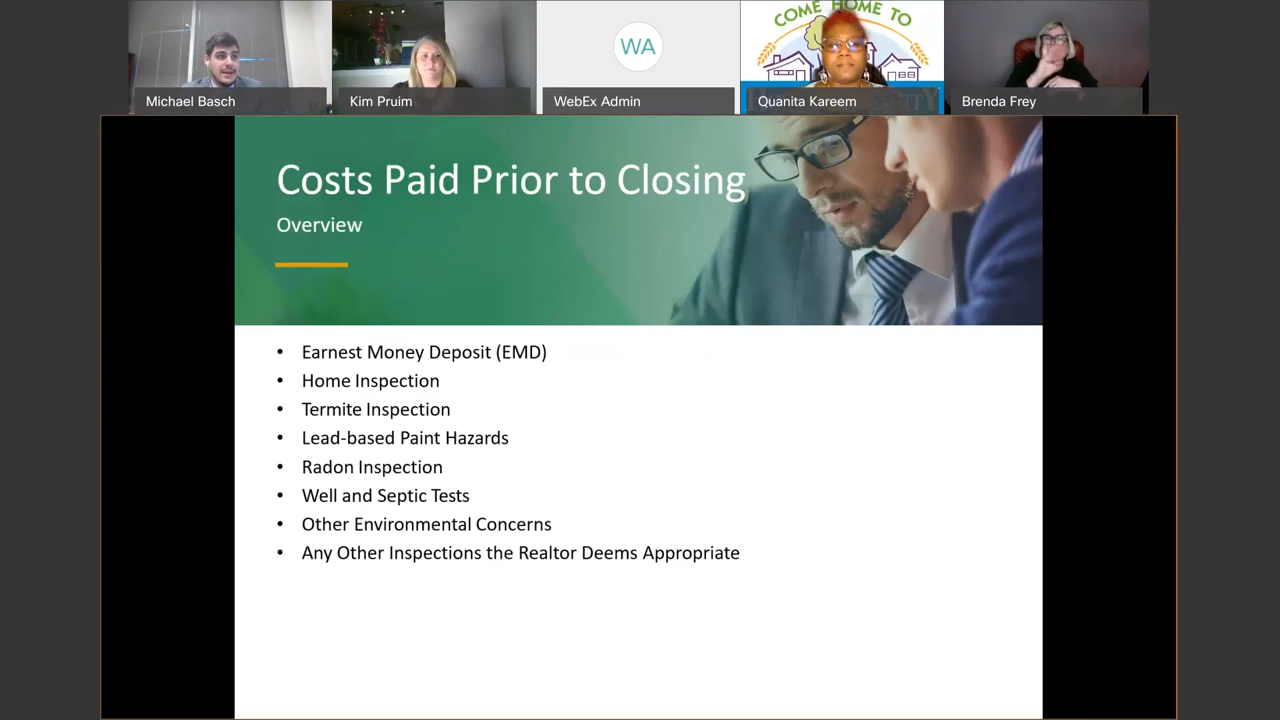 COME HOME TO
WA
Michael Basch
Kim Pruim
WebEx Admin
Quanita Kareem
Brenda Frey
Costs Paid Prior to Closing
Overview
• Earnest Money Deposit (EMD)
• Home Inspection
• Termite Inspection
• Lead-based Paint Hazards
• Radon Inspection
• Well and Septic Tests
• Other Environmental Concerns
• Any Other Inspections the Realtor Deems Appropriate